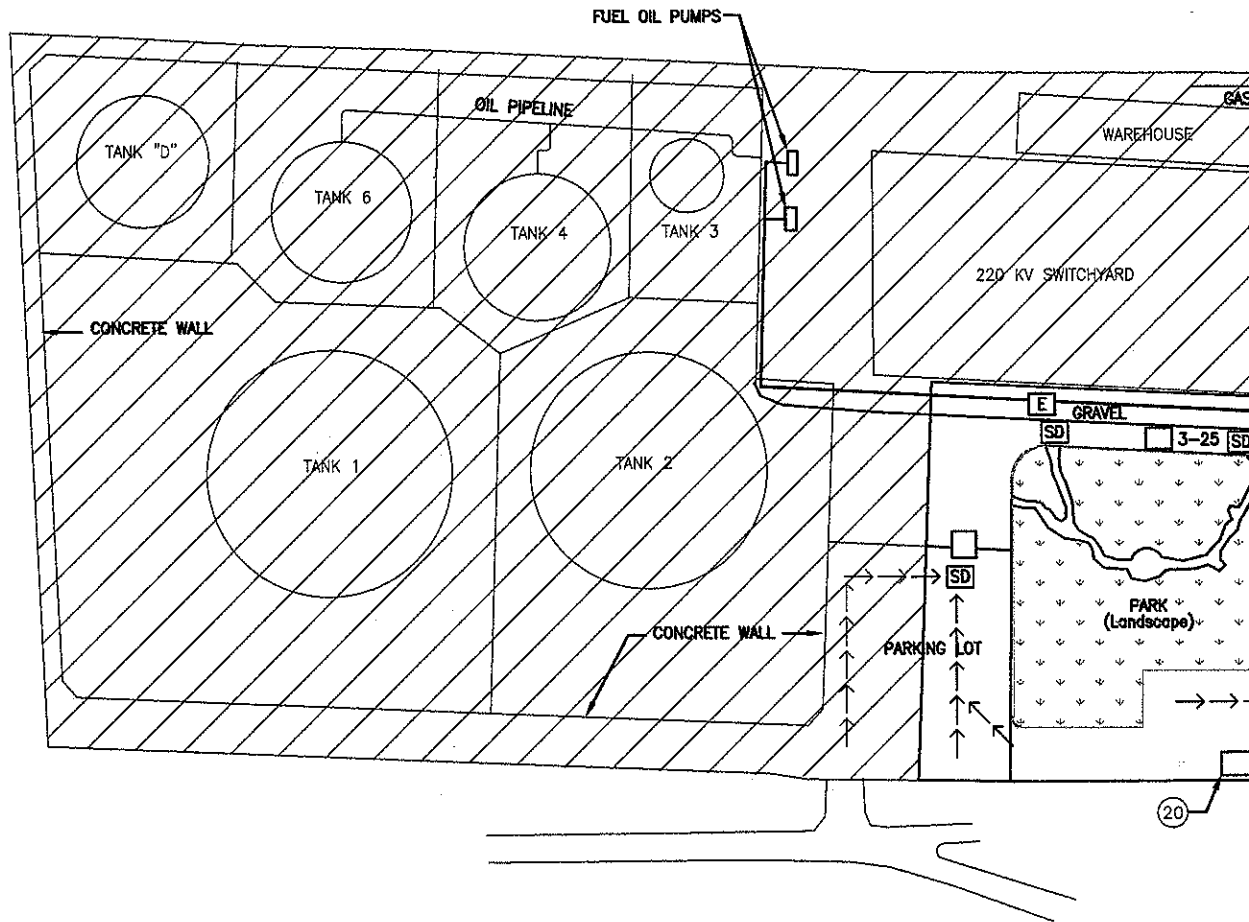 FUEL OIL PUMPS
GAS
WAREHOUSE
OIL PIPELINE
TANK "D"
TANK 6
TANK 4
TANK 3
220 KV SWITCHYARD
CONCRETE WALL
E
GRAVEL
SD
3-25
SD
TANK 1
TANK 2
SD
PARK
(Landscape)
CONCRETE WALL
PARKING LOT
20